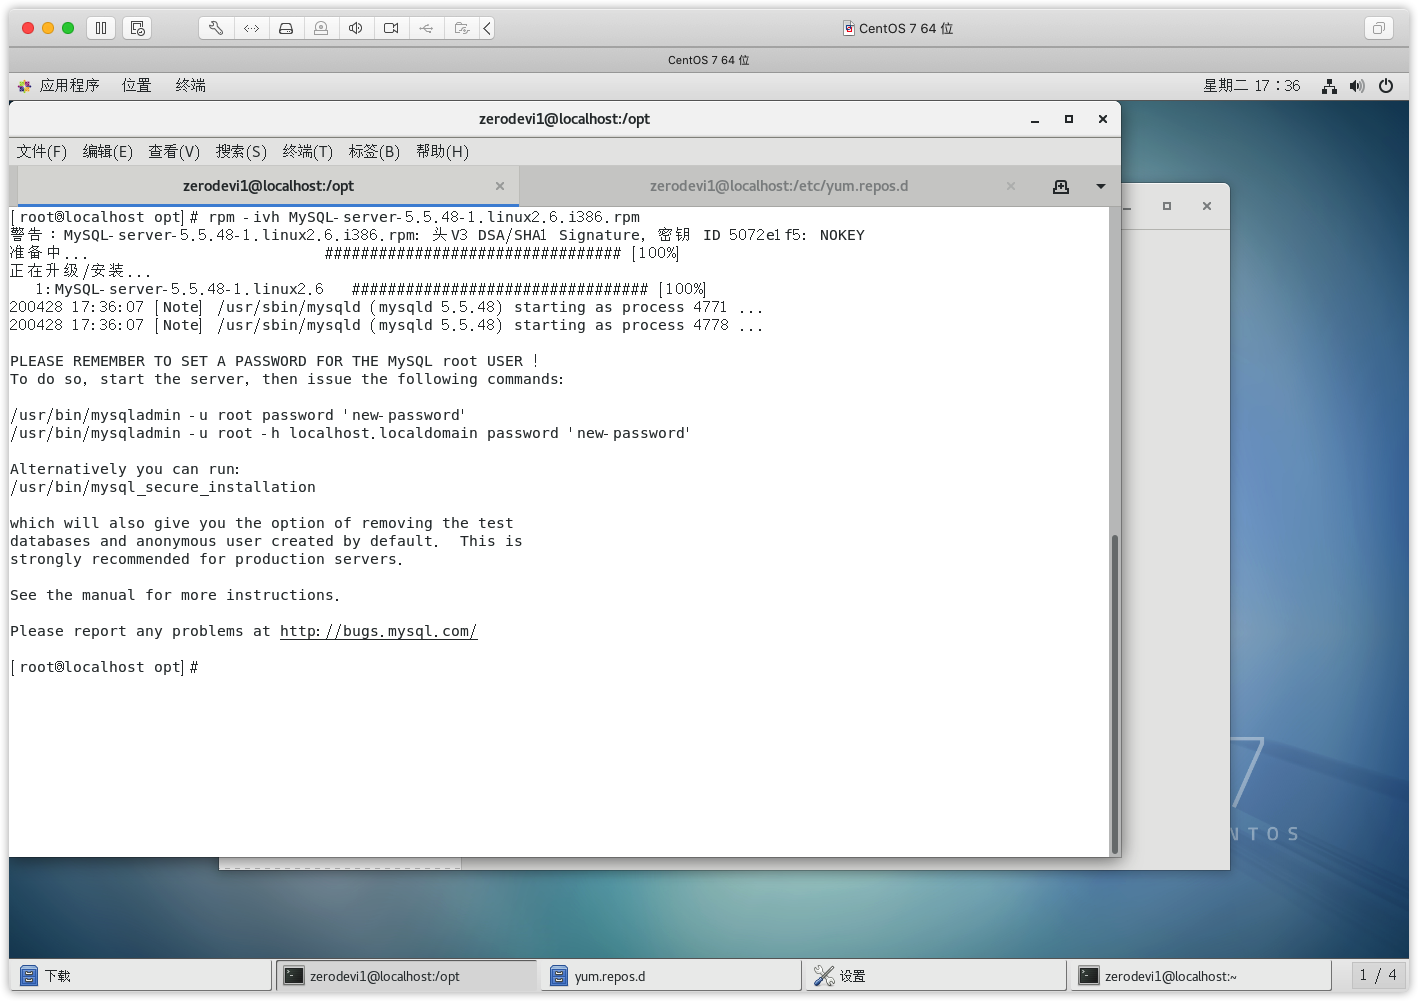 CentOS 7 64 位
CentOS 7 64 位
应用程序 位置 终端 星期二 17：36
zerodevi1@localhost:/opt
文件(F) 编辑(E) 查看(V) 搜索(S) 终端(T) 标签(B) 帮助(H)
zerodevi1@localhost:/opt zerodevi1@localhost:/etc/yum.repos.d
[root@localhost opt]# rpm -ivh MySQL-server-5.5.48-1.linux2.6.i386.rpm
警告：MySQL-server-5.5.48-1.linux2.6.i386.rpm: 头V3 DSA/SHA1 Signature, 密钥 ID 5072e1f5: NOKEY
准备中... ################################# [100%]
正在升级/安装...
1:MySQL-server-5.5.48-1.linux2.6 ################################# [100%]
200428 17:36:07 [Note] /usr/sbin/mysqld (mysqld 5.5.48) starting as process 4771 ...
200428 17:36:07 [Note] /usr/sbin/mysqld (mysqld 5.5.48) starting as process 4778 ...
PLEASE REMEMBER TO SET A PASSWORD FOR THE MySQL root USER !
To do so, start the server, then issue the following commands:
/usr/bin/mysqladmin -u root password 'new-password'
/usr/bin/mysqladmin -u root -h localhost.localdomain password 'new-password'
Alternatively you can run:
/usr/bin/mysql_secure_installation
which will also give you the option of removing the test
databases and anonymous user created by default.  This is
strongly recommended for production servers.
See the manual for more instructions.
Please report any problems at http://bugs.mysql.com/
[root@localhost opt]#
7
NTOS
下载 zerodevi1@localhost:/opt yum.repos.d 设置 zerodevi1@localhost:~ 1 / 4